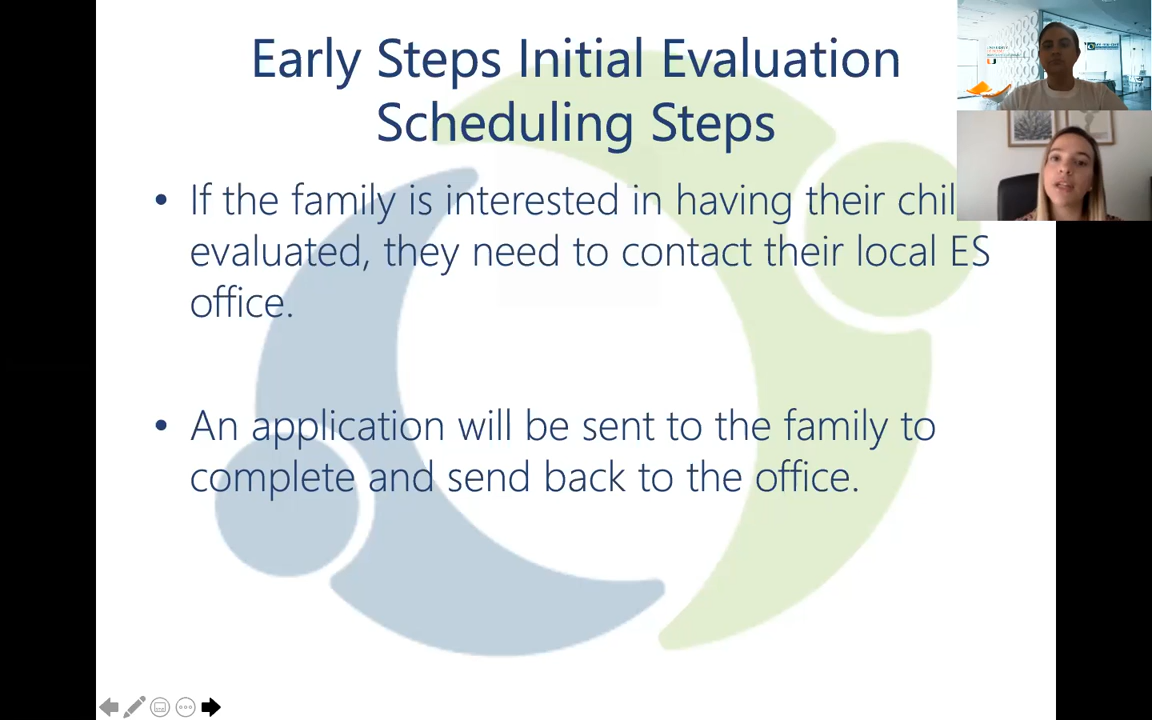 Early Steps Initial Evaluation
Scheduling Steps
• If the family is interested in having their chil
evaluated, they need to contact their local ES
office.
• An application will be sent to the family to
complete and send back to the office.